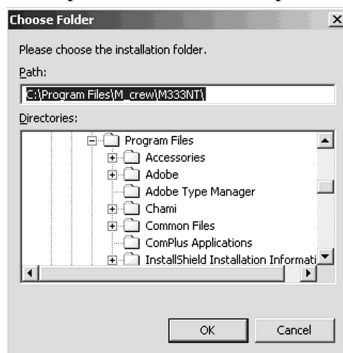 Choose Folder
Please choose the installation folder.
Path:
C:\Program Files\M_crew\M333NT\
Directories:
Program Files
Accessories
Adobe
Adobe Type Manager
Chami
Common Files
ComPlus Applications
InstallShield Installation Informati
OK Cancel